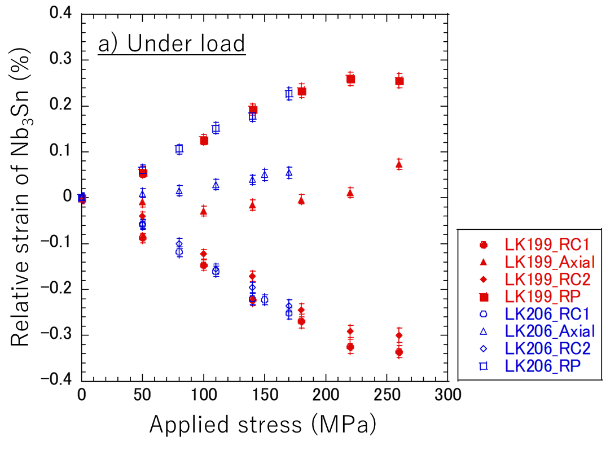 a) Under load
Relative strain of Nb3Sn (%)
0.4
0.3
0.2
0.1
0
−0.1
−0.2
−0.3
−0.4
0 50 100 150 200 250 300
Applied stress (MPa)
LK199_RC1
LK199_Axial
LK199_RC2
LK199_RP
LK206_RC1
LK206_Axial
LK206_RC2
LK206_RP